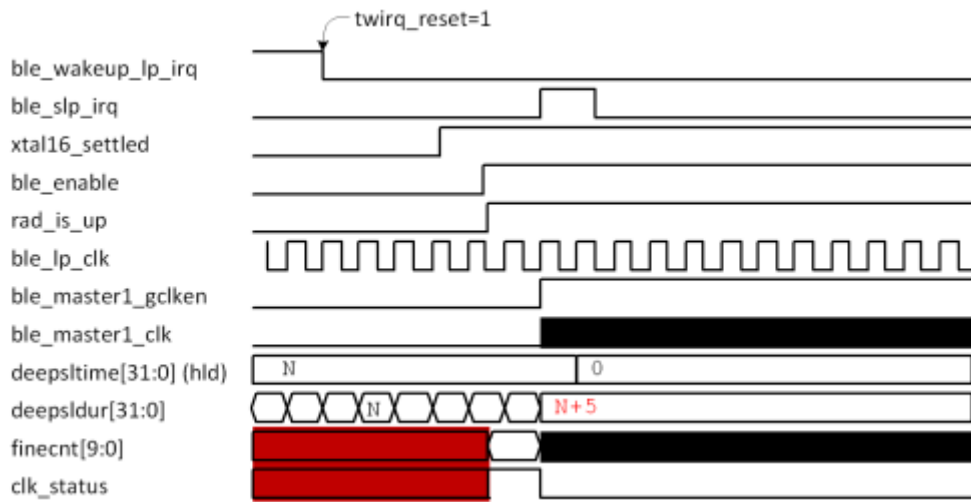 twirq_reset=1
ble_wakeup_lp_irq
ble_slp_irq
xtal16_settled
ble_enable
rad_is_up
ble_lp_clk
ble_master1_gclken
ble_master1_clk
deepsltime[31:0] (hld) N 0
deepsldur[31:0] N N+5
finecnt[9:0]
clk_status